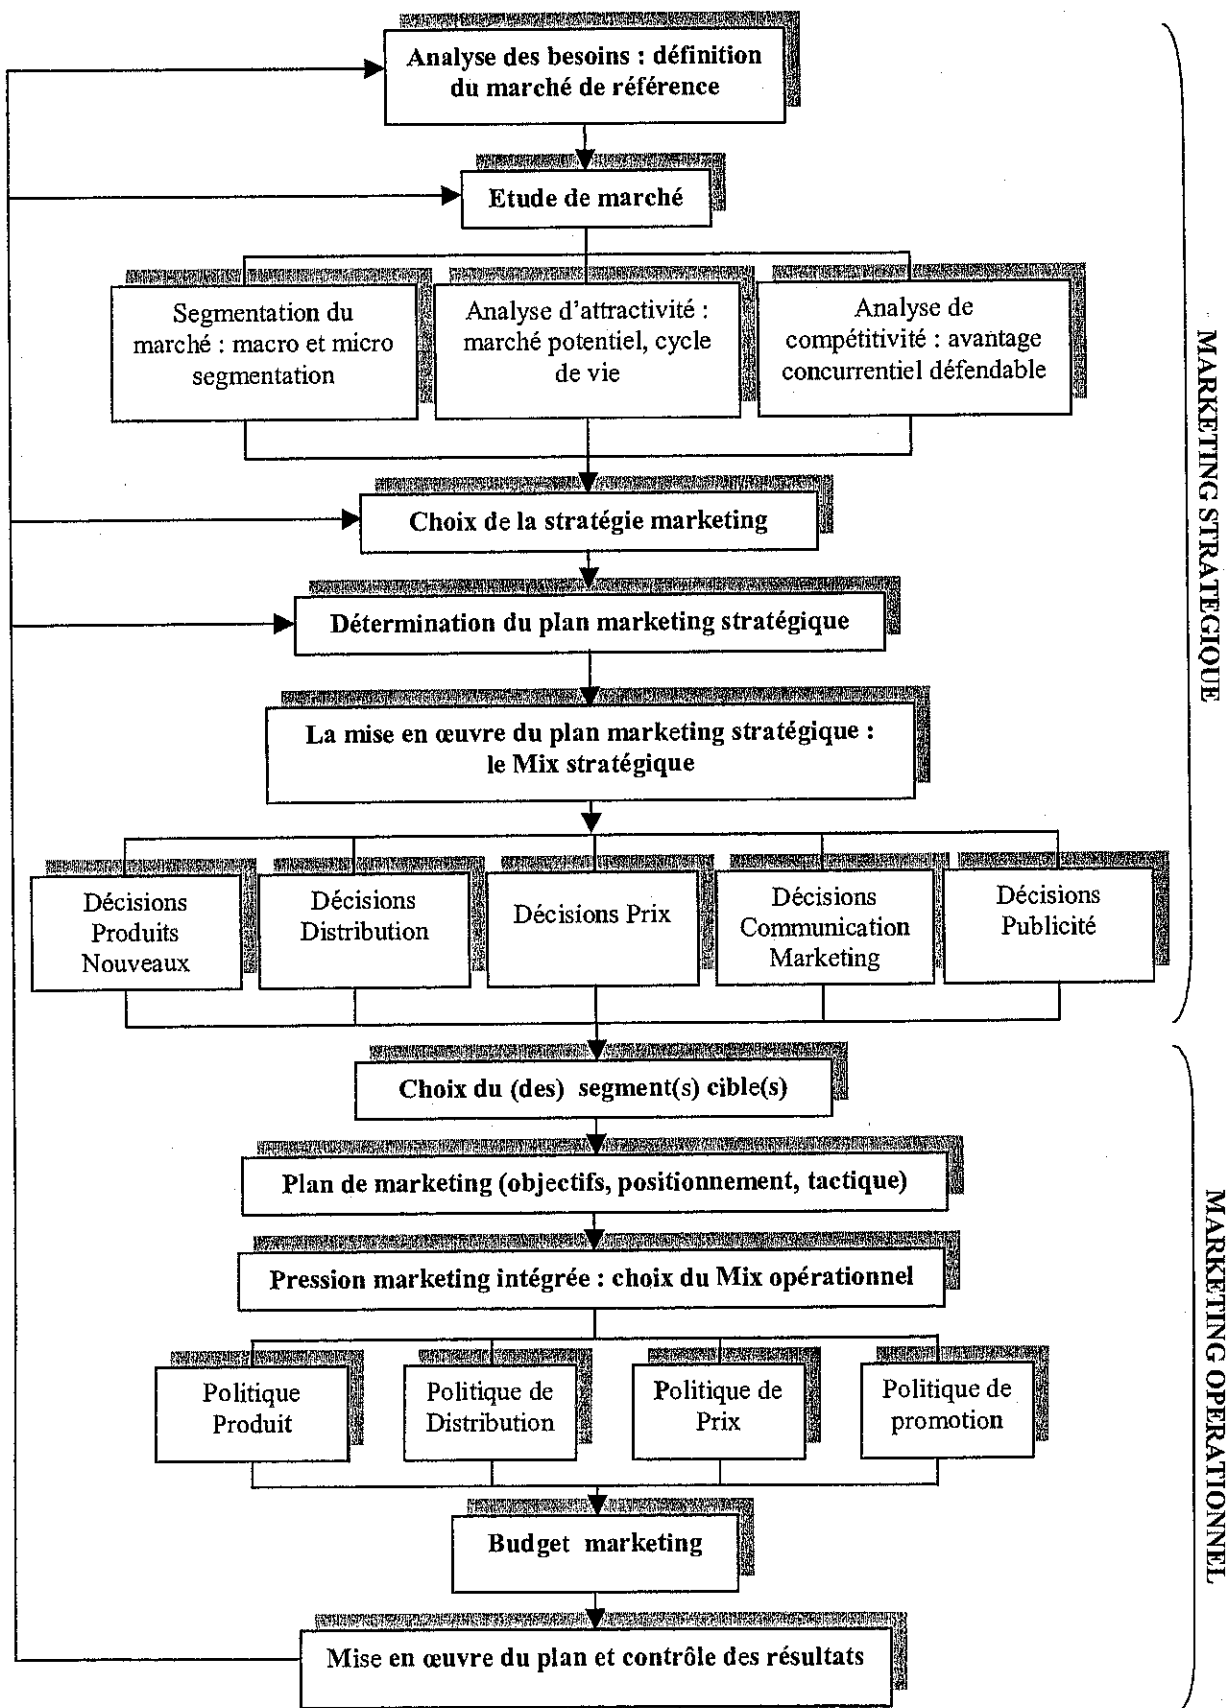 Analyse des besoins : définition
du marché de référence
Etude de marché
Segmentation du
marché : macro et micro
segmentation
Analyse d'attractivité :
marché potentiel, cycle
de vie
Analyse de
compétitivité : avantage
concurrentiel défendable
Choix de la stratégie marketing
Détermination du plan marketing stratégique
La mise en œuvre du plan marketing stratégique :
le Mix stratégique
Décisions
Produits
Nouveaux
Décisions
Distribution
Décisions Prix
Décisions
Communication
Marketing
Décisions
Publicité
MARKETING STRATEGIQUE
Choix du (des) segment(s) cible(s)
Plan de marketing (objectifs, positionnement, tactique)
Pression marketing intégrée : choix du Mix opérationnel
Politique
Produit
Politique de
Distribution
Politique de
Prix
Politique de
promotion
Budget marketing
Mise en œuvre du plan et contrôle des résultats
MARKETING OPERATIONNEL